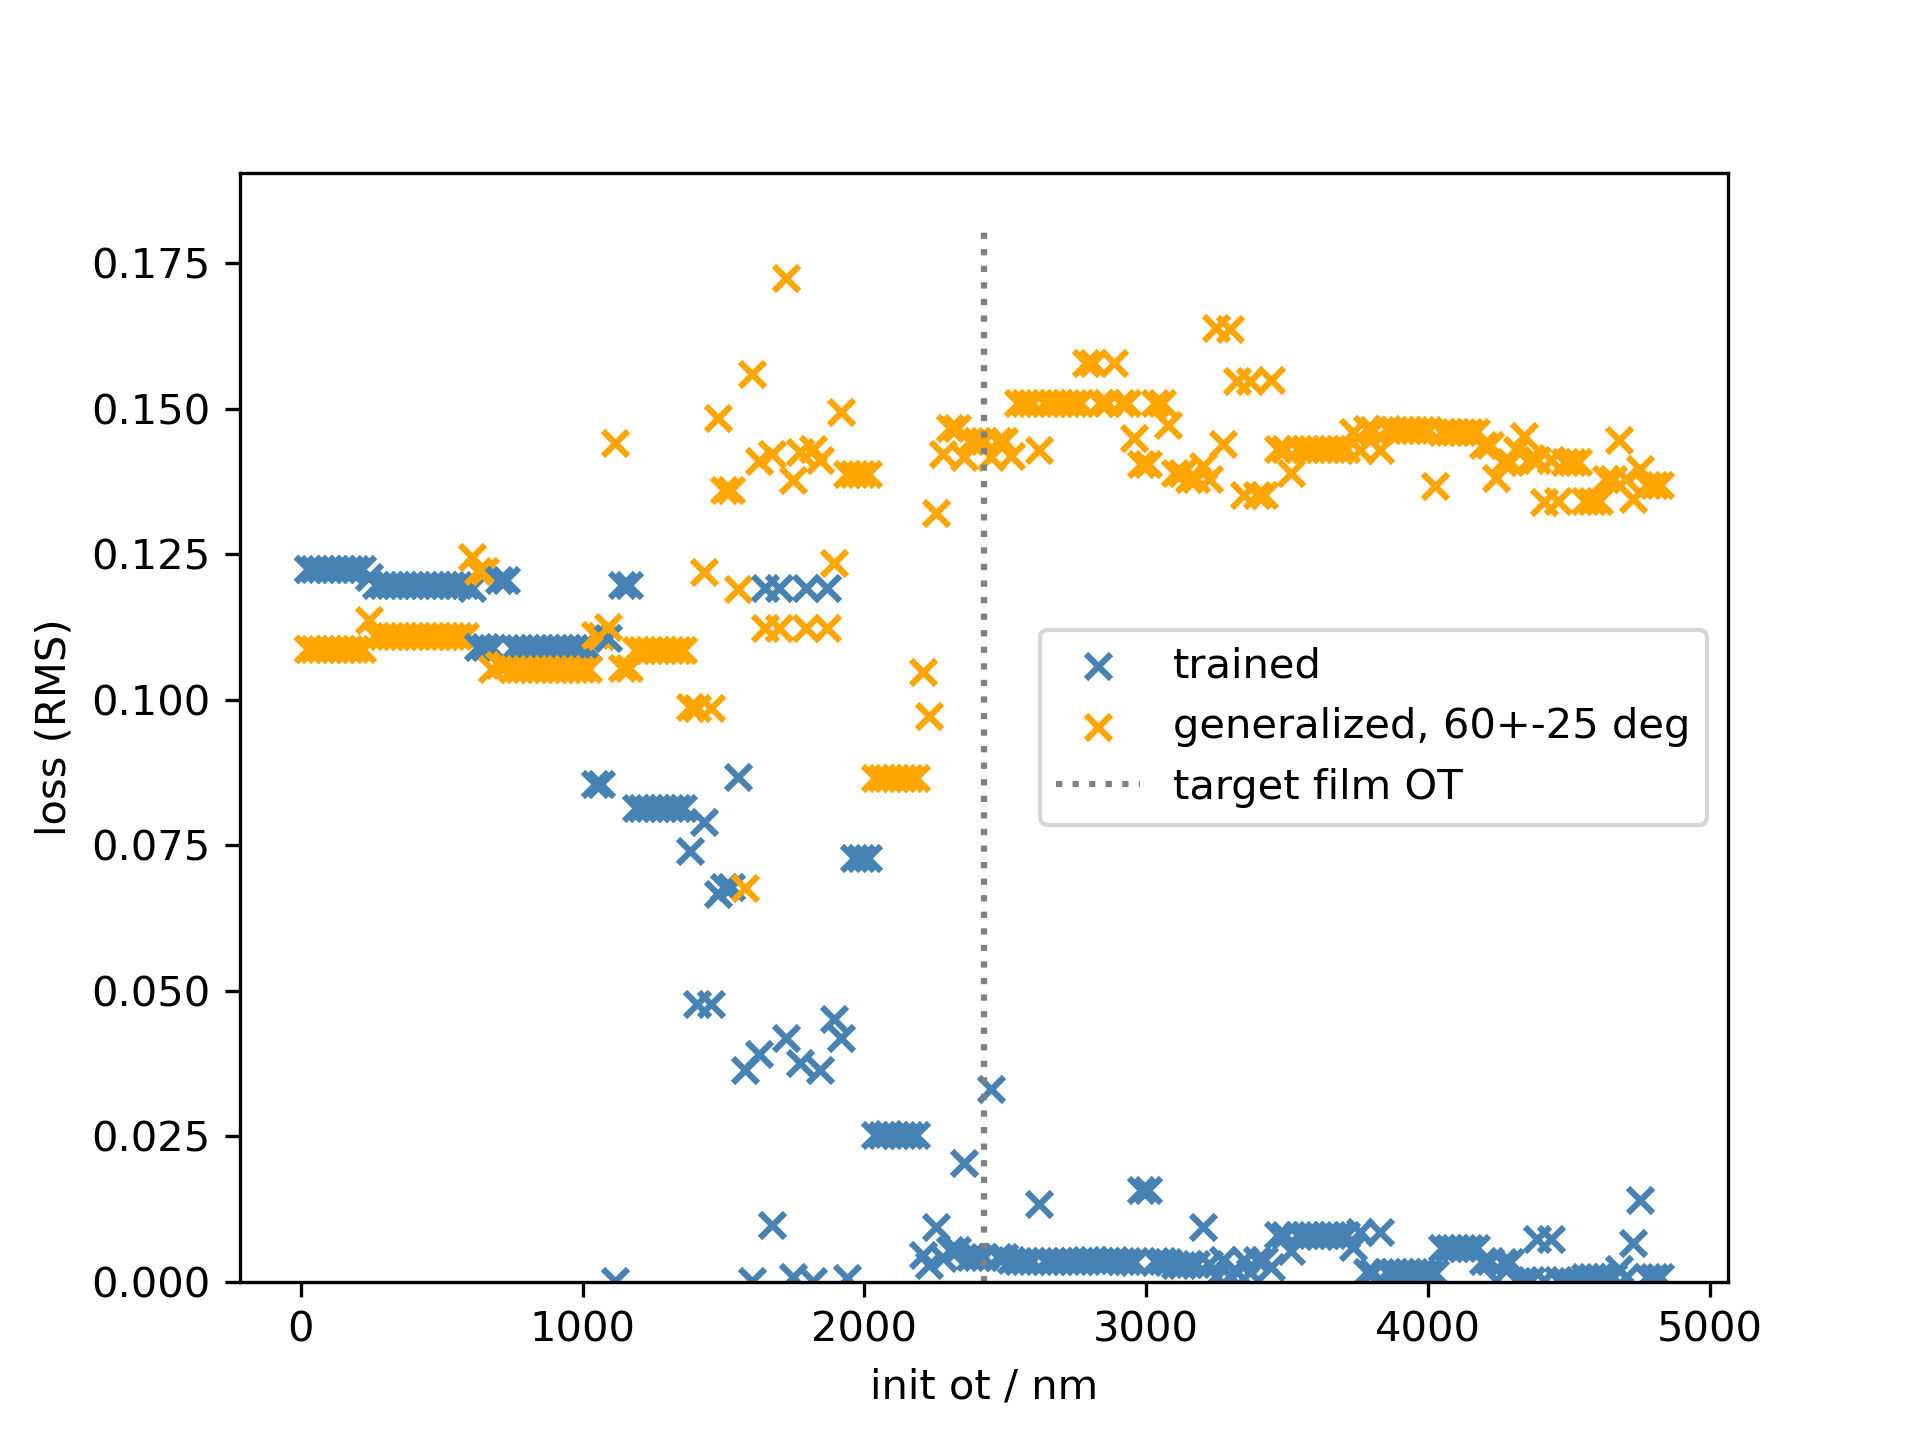 0.175
0.150
0.125
0.100
0.075
0.050
0.025
0.000
loss (RMS)
trained
generalized, 60+-25 deg
target film OT
0 1000 2000 3000 4000 5000
init ot / nm